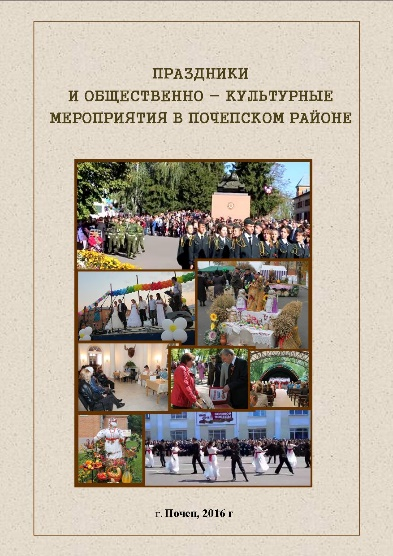 ПРАЗДНИКИ
И ОБЩЕСТВЕННО – КУЛЬТУРНЫЕ
МЕРОПРИЯТИЯ В ПОЧЕПСКОМ РАЙОНЕ
г. Почеп, 2016 г